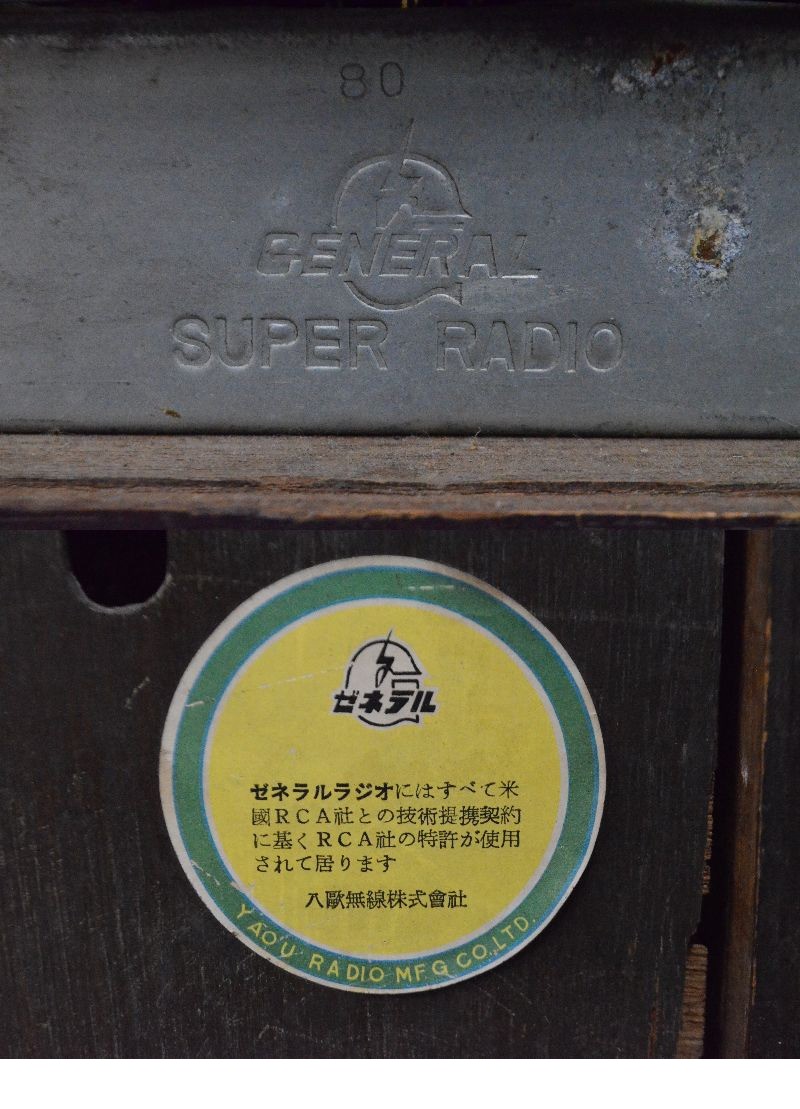 80
GENERAL
SUPER RADIO
ゼネラル
ゼネラルラジオにはすべて米
國RCA社との技術提携契約
に基くRCA社の特許が使用
されて居ります
八歐無線株式會社
YAOU RADIO MFG CO., LTD.